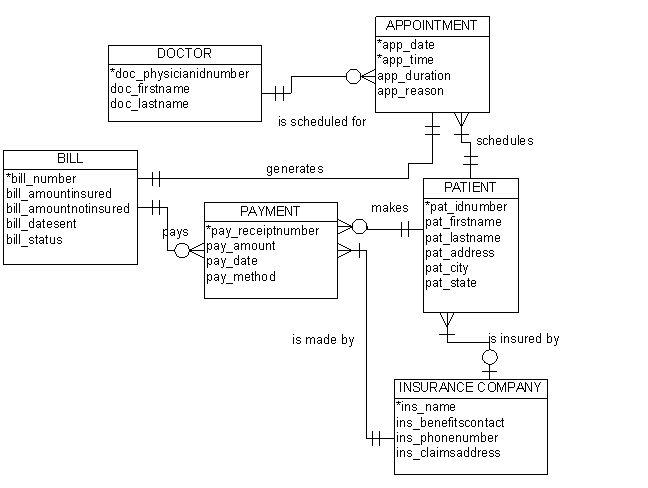 APPOINTMENT
*app_date
*app_time
app_duration
app_reason
DOCTOR
*doc_physicianidnumber
doc_firstname
doc_lastname
is scheduled for
schedules
BILL
*bill_number
bill_amountinsured
bill_amountnotinsured
bill_datesent
bill_status
generates
PATIENT
*pat_idnumber
pat_firstname
pat_lastname
pat_address
pat_city
pat_state
makes
PAYMENT
*pay_receiptnumber
pay_amount
pay_date
pay_method
pays
is made by
is insured by
INSURANCE COMPANY
*ins_name
ins_benefitscontact
ins_phonenumber
ins_claimsaddress